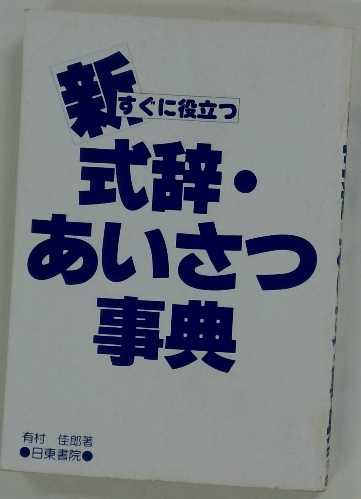 新
すぐに役立つ
式辞・
あいさつ
事典
有村 佳郎著
●日東書院●